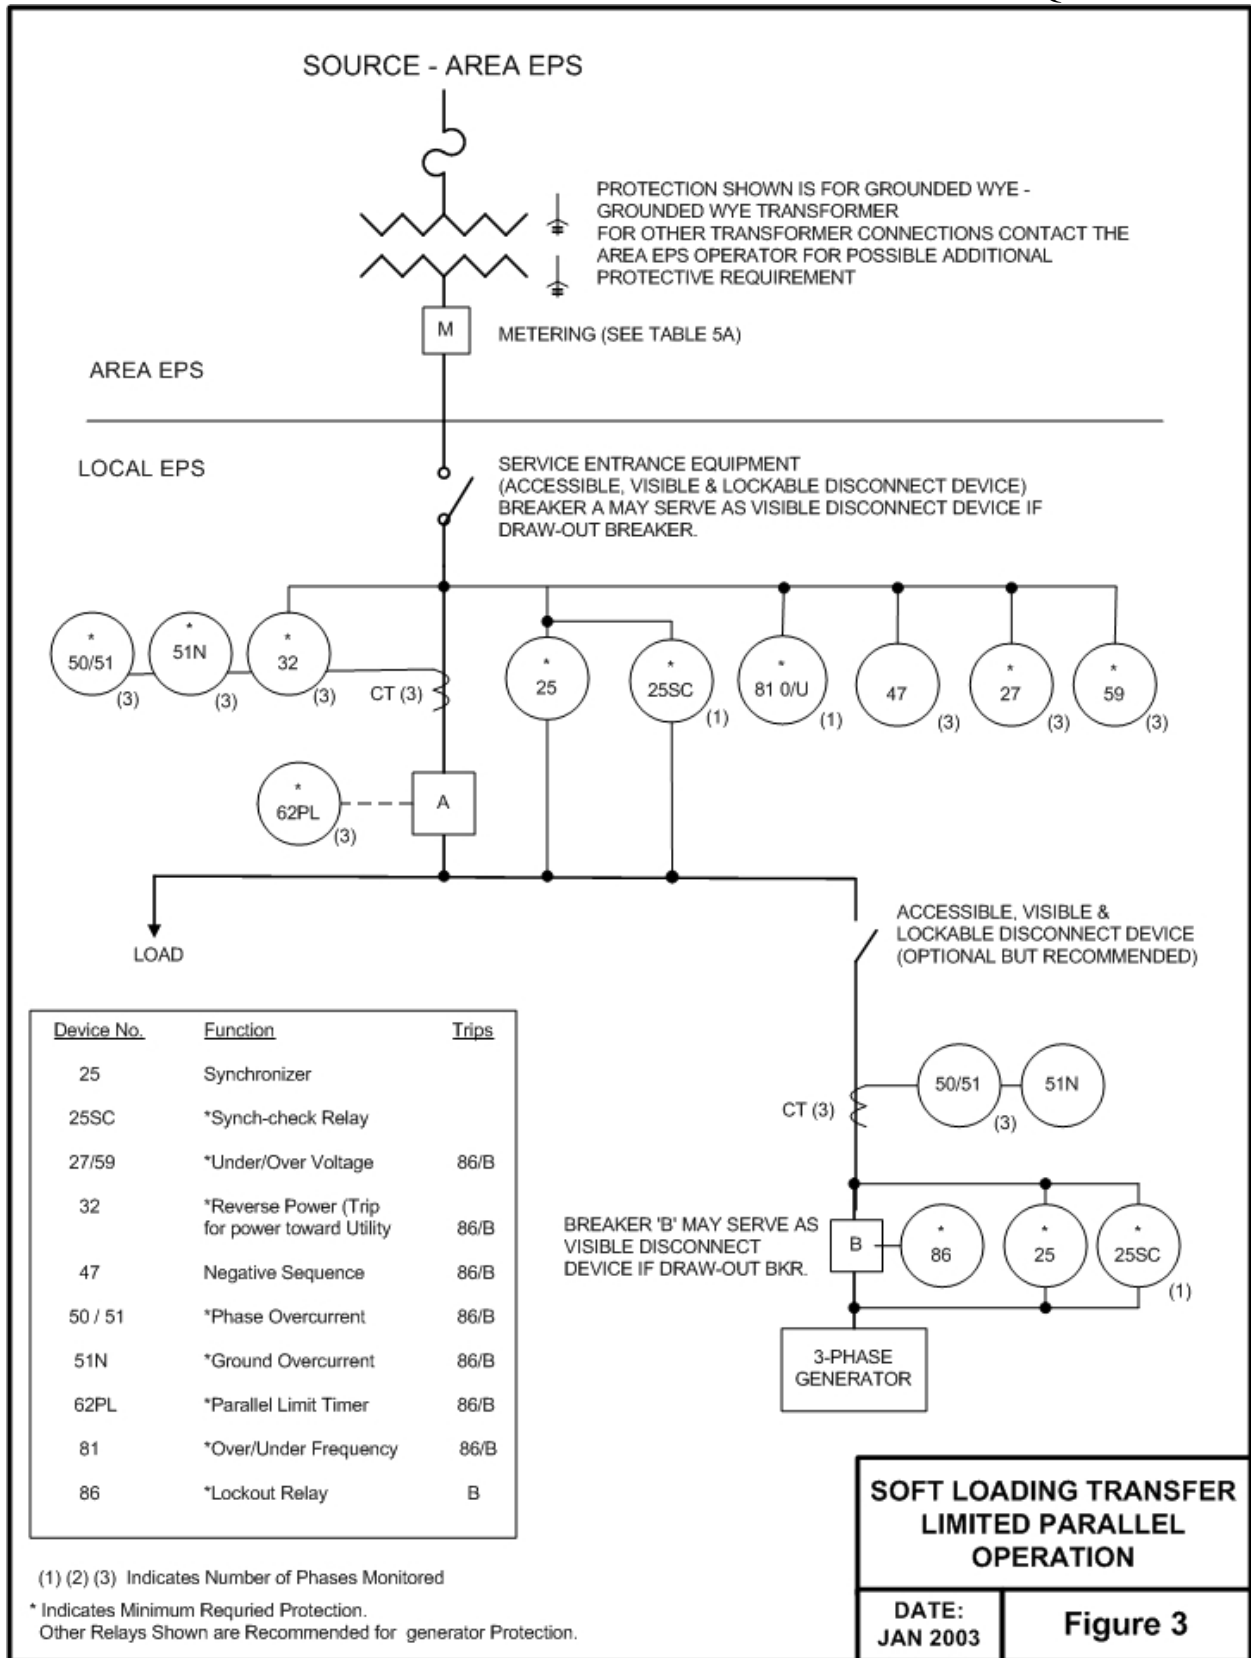 SOURCE - AREA EPS
PROTECTION SHOWN IS FOR GROUNDED WYE -
GROUNDED WYE TRANSFORMER
FOR OTHER TRANSFORMER CONNECTIONS CONTACT THE
AREA EPS OPERATOR FOR POSSIBLE ADDITIONAL
PROTECTIVE REQUIREMENT
M
METERING (SEE TABLE 5A)
AREA EPS
LOCAL EPS
SERVICE ENTRANCE EQUIPMENT
(ACCESSIBLE, VISIBLE & LOCKABLE DISCONNECT DEVICE)
BREAKER A MAY SERVE AS VISIBLE DISCONNECT DEVICE IF
DRAW-OUT BREAKER.
* 50/51 (3)
* 51N (3)
* 32 (3)
CT (3)
* 25
* 25SC (1)
* 81 0/U (1)
47 (3)
* 27 (3)
* 59 (3)
* 62PL (3)
A
LOAD
ACCESSIBLE, VISIBLE &
LOCKABLE DISCONNECT DEVICE
(OPTIONAL BUT RECOMMENDED)
CT (3)
50/51 (3)
51N
BREAKER 'B' MAY SERVE AS
VISIBLE DISCONNECT
DEVICE IF DRAW-OUT BKR.
B
* 86
* 25
* 25SC (1)
3-PHASE
GENERATOR
Device No. Function Trips
25 Synchronizer
25SC *Synch-check Relay
27/59 *Under/Over Voltage 86/B
32 *Reverse Power (Trip
for power toward Utility 86/B
47 Negative Sequence 86/B
50 / 51 *Phase Overcurrent 86/B
51N *Ground Overcurrent 86/B
62PL *Parallel Limit Timer 86/B
81 *Over/Under Frequency 86/B
86 *Lockout Relay B
(1) (2) (3) Indicates Number of Phases Monitored
* Indicates Minimum Requried Protection.
Other Relays Shown are Recommended for generator Protection.
SOFT LOADING TRANSFER
LIMITED PARALLEL
OPERATION
DATE:
JAN 2003
Figure 3